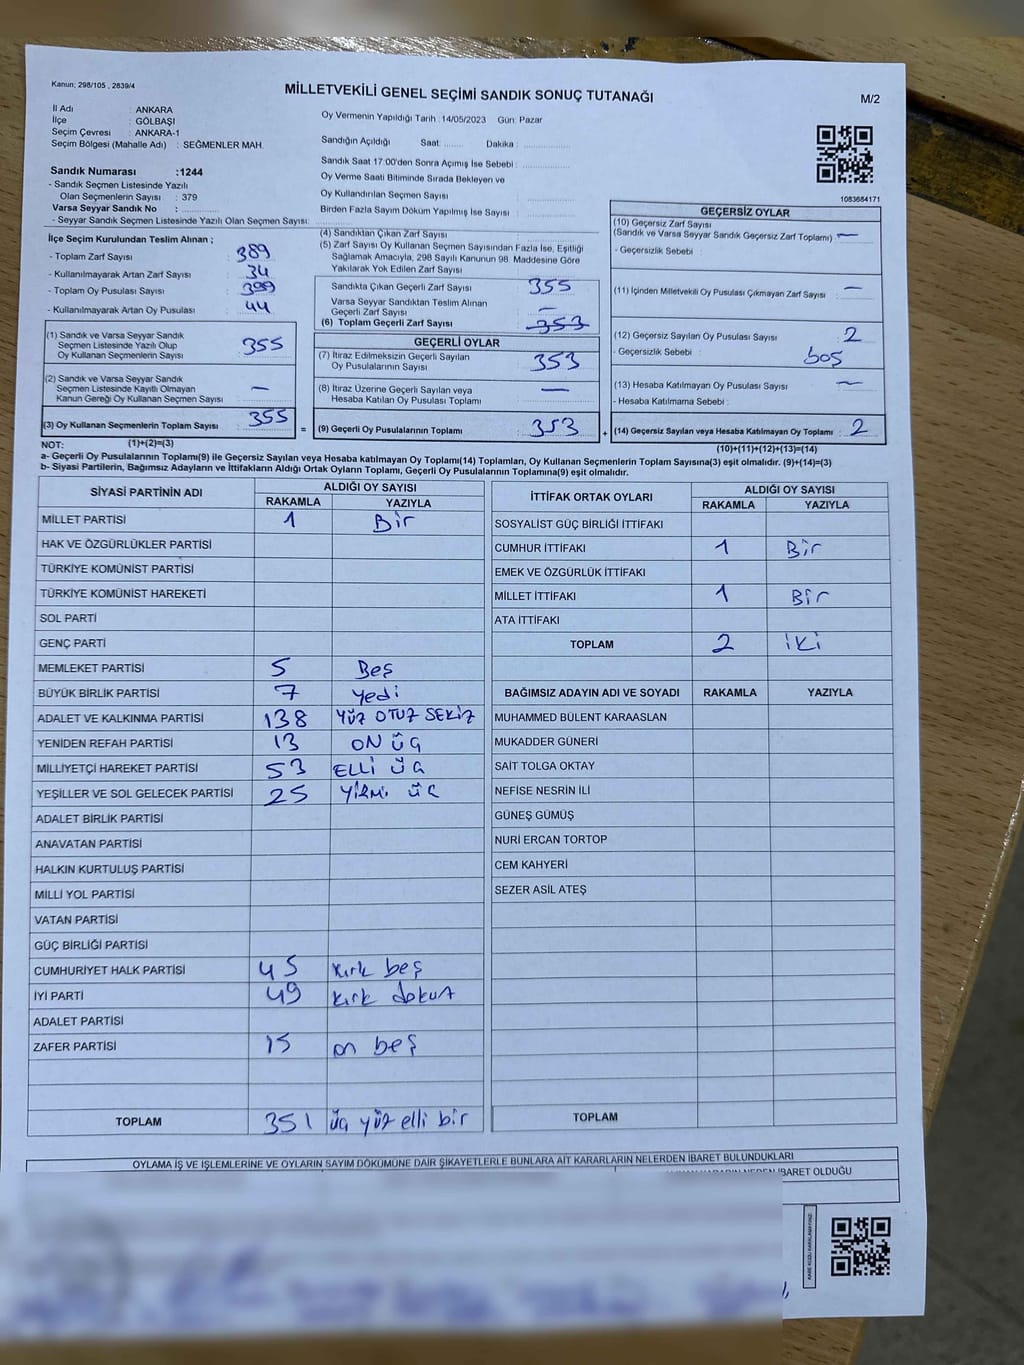 Kanun; 298/105 , 2839/4
MİLLETVEKİLİ GENEL SEÇİMİ SANDIK SONUÇ TUTANAĞI
M/2
İl Adı : ANKARA
İlçe : GÖLBAŞI
Seçim Çevresi : ANKARA-1
Seçim Bölgesi (Mahalle Adı) : SEĞMENLER MAH.
Oy Vermenin Yapıldığı Tarih :14/05/2023 Gün: Pazar
Sandığın Açıldığı Saat: Dakika :
Sandık Saat 17.00'den Sonra Açımış İse Sebebi :
Oy Verme Saati Bitiminde Sırada Bekleyen ve
Oy Kullandırılan Seçmen Sayısı
Birden Fazla Sayım Döküm Yapılmış İse Sayısı :
1083684171
Sandık Numarası :1244
- Sandık Seçmen Listesinde Yazılı
Olan Seçmenlerin Sayısı : 379
Varsa Seyyar Sandık No :
- Seyyar Sandık Seçmen Listesinde Yazılı Olan Seçmen Sayısı:
İlçe Seçim Kurulundan Teslim Alınan ;
- Toplam Zarf Sayısı : 389
- Kullanılmayarak Artan Zarf Sayısı : 34
- Toplam Oy Pusulası Sayısı : 399
- Kullanılmayarak Artan Oy Pusulası : 44
(1) Sandık ve Varsa Seyyar Sandık
Seçmen Listesinde Yazılı Olup
Oy Kullanan Seçmenlerin Sayısı : 355
(2) Sandık ve Varsa Seyyar Sandık
Seçmen Listesinde Kayıtlı Olmayan
Kanun Gereği Oy Kullanan Seçmen Sayısı : —
(3) Oy Kullanan Seçmenlerin Toplam Sayısı : 355
(1)+(2)=(3)
(4) Sandıktan Çıkan Zarf Sayısı
(5) Zarf Sayısı Oy Kullanan Seçmen Sayısından Fazla İse, Eşitliği
Sağlamak Amacıyla, 298 Sayılı Kanunun 98. Maddesine Göre
Yakılarak Yok Edilen Zarf Sayısı
Sandıkta Çıkan Geçerli Zarf Sayısı : 355
Varsa Seyyar Sandıktan Teslim Alınan
Geçerli Zarf Sayısı : —
(6) Toplam Geçerli Zarf Sayısı : 353
GEÇERLİ OYLAR
(7) İtiraz Edilmeksizin Geçerli Sayılan
Oy Pusulalarının Sayısı : 353
(8) İtiraz Üzerine Geçerli Sayılan veya
Hesaba Katılan Oy Pusulası Toplamı : —
= (9) Geçerli Oy Pusulalarının Toplamı : 353
GEÇERSİZ OYLAR
(10) Geçersiz Zarf Sayısı
(Sandık ve Varsa Seyyar Sandık Geçersiz Zarf Toplamı) : —
- Geçersizlik Sebebi :
(11) İçinden Milletvekili Oy Pusulası Çıkmayan Zarf Sayısı : —
(12) Geçersiz Sayılan Oy Pusulası Sayısı : 2
- Geçersizlik Sebebi : boş
(13) Hesaba Katılmayan Oy Pusulası Sayısı : —
- Hesaba Katılmama Sebebi :
+ (14) Geçersiz Sayılan veya Hesaba Katılmayan Oy Toplamı : 2
(10)+(11)+(12)+(13)=(14)
NOT:
a- Geçerli Oy Pusulalarının Toplamı(9) ile Geçersiz Sayılan veya Hesaba katılmayan Oy Toplamı(14) Toplamları, Oy Kullanan Seçmenlerin Toplam Sayısına(3) eşit olmalıdır. (9)+(14)=(3)
b- Siyasi Partilerin, Bağımsız Adayların ve İttifakların Aldığı Ortak Oyların Toplamı, Geçerli Oy Pusulalarının Toplamına(9) eşit olmalıdır.
SİYASİ PARTİNİN ADI ALDIĞI OY SAYISI
RAKAMLA YAZIYLA
MİLLET PARTİSİ 1 Bir
HAK VE ÖZGÜRLÜKLER PARTİSİ
TÜRKİYE KOMÜNİST PARTİSİ
TÜRKİYE KOMÜNİST HAREKETİ
SOL PARTİ
GENÇ PARTİ
MEMLEKET PARTİSİ 5 Beş
BÜYÜK BİRLİK PARTİSİ 7 Yedi
ADALET VE KALKINMA PARTİSİ 138 YÜZ OTUZ SEKİZ
YENİDEN REFAH PARTİSİ 13 ON ÜÇ
MİLLİYETÇİ HAREKET PARTİSİ 53 ELLİ ÜÇ
YEŞİLLER VE SOL GELECEK PARTİSİ 25 YİRMİ ÜÇ
ADALET BİRLİK PARTİSİ
ANAVATAN PARTİSİ
HALKIN KURTULUŞ PARTİSİ
MİLLİ YOL PARTİSİ
VATAN PARTİSİ
GÜÇ BİRLİĞİ PARTİSİ
CUMHURİYET HALK PARTİSİ 45 kırk beş
İYİ PARTİ 49 kırk dokuz
ADALET PARTİSİ
ZAFER PARTİSİ 15 on beş
TOPLAM 351 üç yüz elli bir
İTTİFAK ORTAK OYLARI ALDIĞI OY SAYISI
RAKAMLA YAZIYLA
SOSYALİST GÜÇ BİRLİĞİ İTTİFAKI
CUMHUR İTTİFAKI 1 Bir
EMEK VE ÖZGÜRLÜK İTTİFAKI
MİLLET İTTİFAKI 1 Bir
ATA İTTİFAKI
TOPLAM 2 iki
BAĞIMSIZ ADAYIN ADI VE SOYADI RAKAMLA YAZIYLA
MUHAMMED BÜLENT KARAASLAN
MUKADDER GÜNERİ
SAİT TOLGA OKTAY
NEFİSE NESRİN İLİ
GÜNEŞ GÜMÜŞ
NURİ ERCAN TORTOP
CEM KAHYERİ
SEZER ASİL ATEŞ
TOPLAM
OYLAMA İŞ VE İŞLEMLERİNE VE OYLARIN SAYIM DÖKÜMÜNE DAİR ŞİKAYETLERLE BUNLARA AİT KARARLARIN NELERDEN İBARET BULUNDUKLARI
KARARIN NEDEN İBARET OLDUĞU